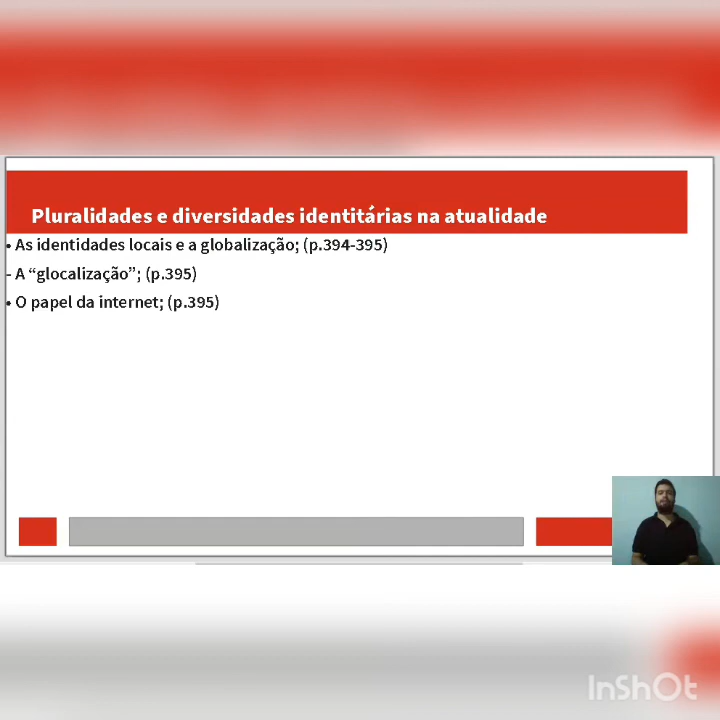 Pluralidades e diversidades identitárias na atualidade
• As identidades locais e a globalização; (p.394-395)
- A “glocalização”; (p.395)
• O papel da internet; (p.395)
InShOt